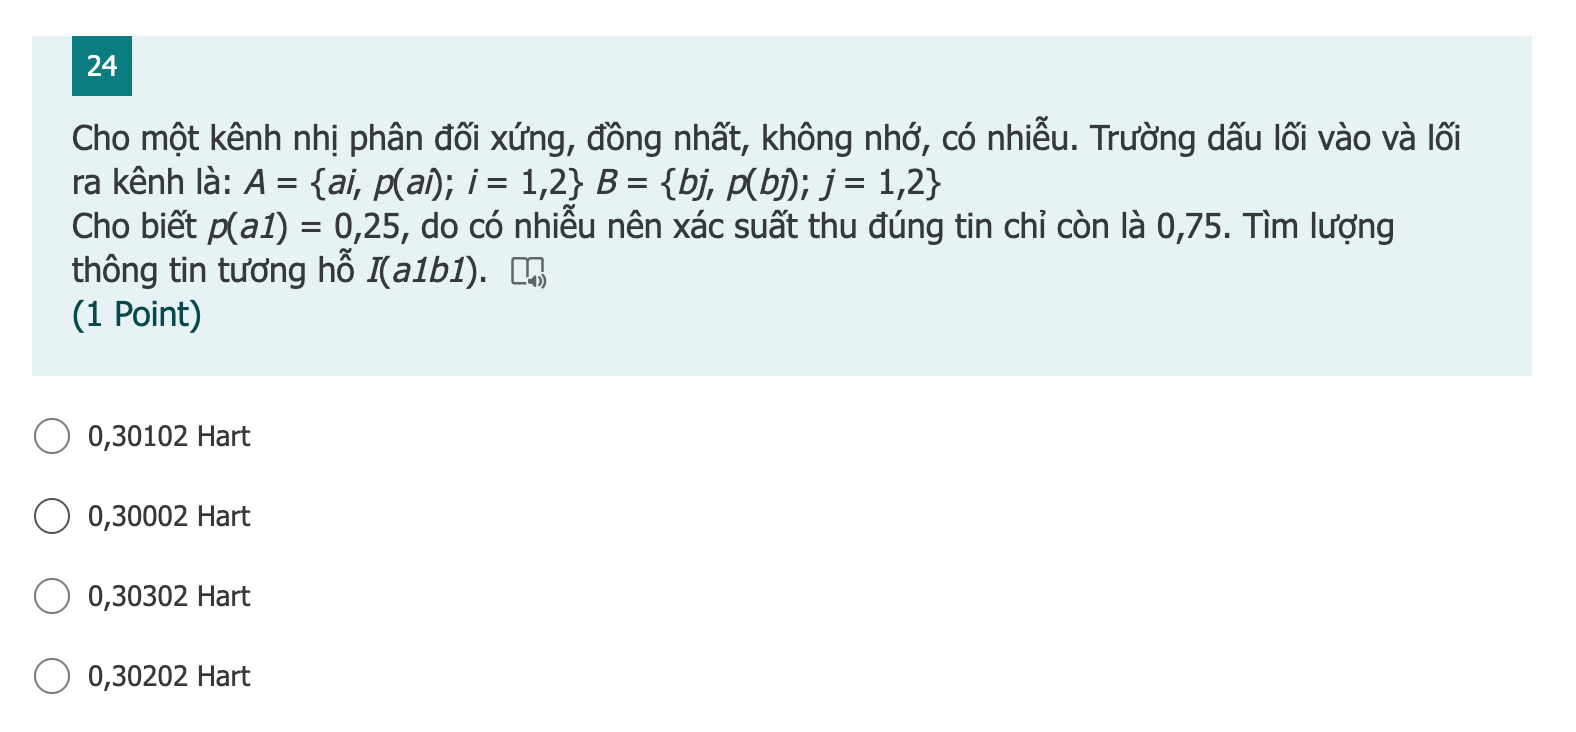 24
Cho một kênh nhị phân đối xứng, đồng nhất, không nhớ, có nhiễu. Trường dấu lối vào và lối
ra kênh là: A = {ai, p(ai); i = 1,2} B = {bj, p(bj); j = 1,2}
Cho biết p(a1) = 0,25, do có nhiễu nên xác suất thu đúng tin chỉ còn là 0,75. Tìm lượng
thông tin tương hỗ I(a1b1).
(1 Point)
0,30102 Hart
0,30002 Hart
0,30302 Hart
0,30202 Hart